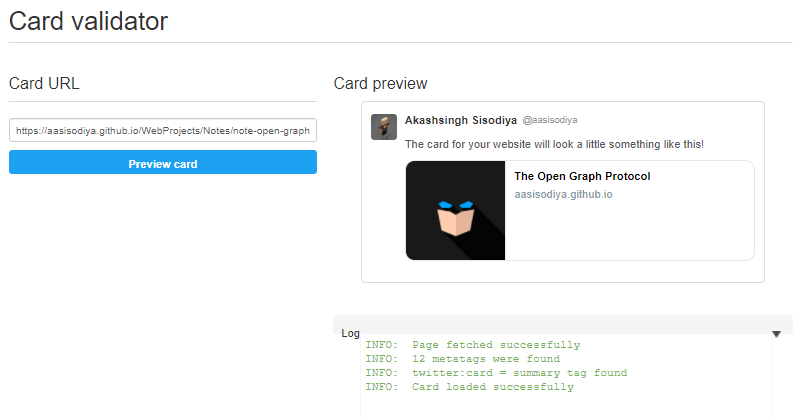 Card validator
Card URL
https://aasisodiya.github.io/WebProjects/Notes/note-open-graph
Preview card
Card preview
Akashsingh Sisodiya @aasisodiya
The card for your website will look a little something like this!
The Open Graph Protocol
aasisodiya.github.io
Log
INFO:  Page fetched successfully
INFO:  12 metatags were found
INFO:  twitter:card = summary tag found
INFO:  Card loaded successfully